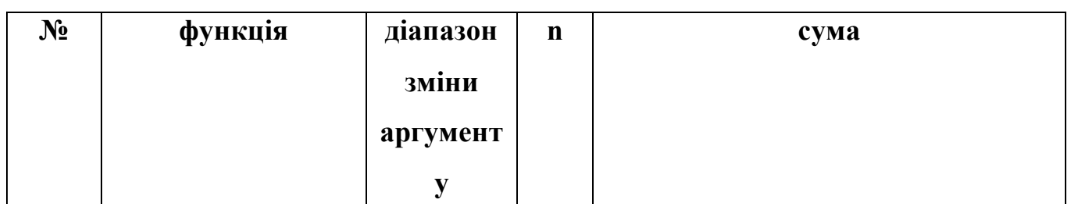 № функція діапазон n сума
зміни
аргумент
у